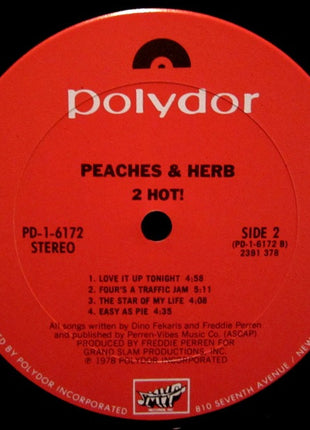 polydor
PEACHES & HERB
2 HOT!
PD-1-6172
STEREO
SIDE 2
(PD-1-6172 B)
2391 378
1. LOVE IT UP TONIGHT 4:58
2. FOUR'S A TRAFFIC JAM 5:11
3. THE STAR OF MY LIFE 4:08
4. EASY AS PIE 4:35
All songs written by Dino Fekaris and Freddie Perren
and published by Perren-Vibes Music Co. (ASCAP).
PRODUCED BY FREDDIE PERREN FOR
GRAND SLAM PRODUCTIONS, INC.
℗ 1978 POLYDOR INCORPORATED
BY POLYDOR INCORPORATED
MVP
RECORDS, INC.
810 SEVENTH AVENUE / NEW